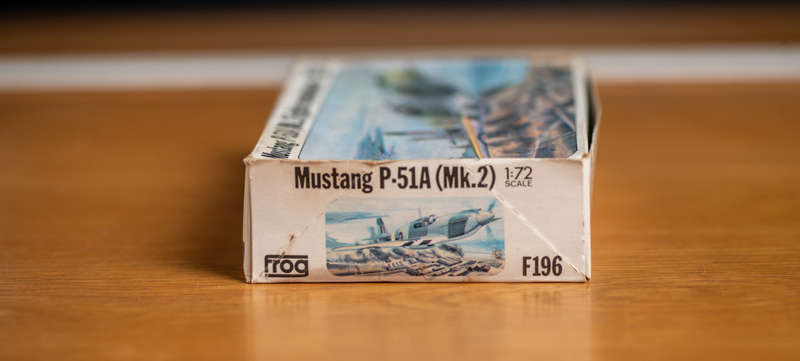 Mustang P-51A (Mk.2) 1:72
SCALE
Frog
F196